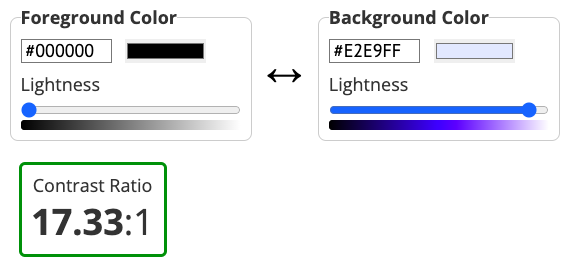 Foreground Color
#000000
Lightness
Background Color
#E2E9FF
Lightness
Contrast Ratio
17.33:1